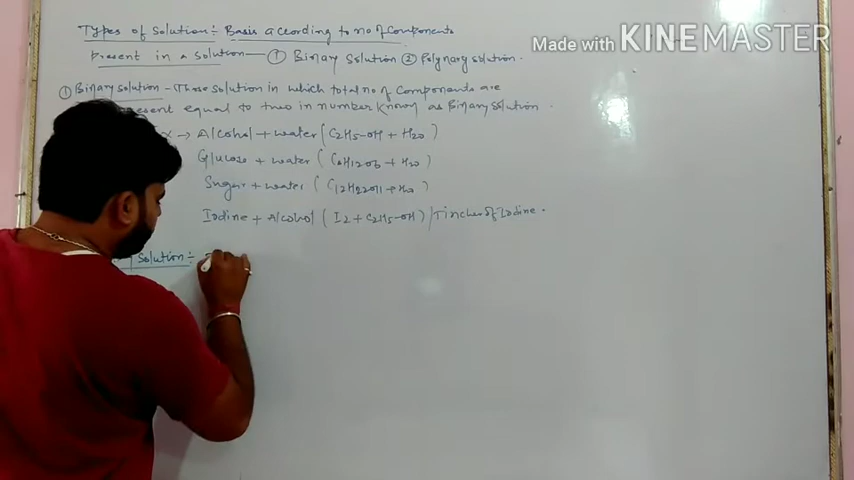 Types of solution ÷ Basis according to no of Components
Present in a solution — ① Binary solution ② Polynary solution.
Made with KINEMASTER
① Binary solution - Those solution in which total no of Components are
present equal to two in number known as Binary solution.
→ Alcohol + water ( C2H5-OH + H2O )
Glucose + water ( C6H12O6 + H2O )
Sugar + water ( C12H22O11 + H2O )
Iodine + Alcohol ( I2 + C2H5-OH ) / Tincher of Iodine.
Solution ÷